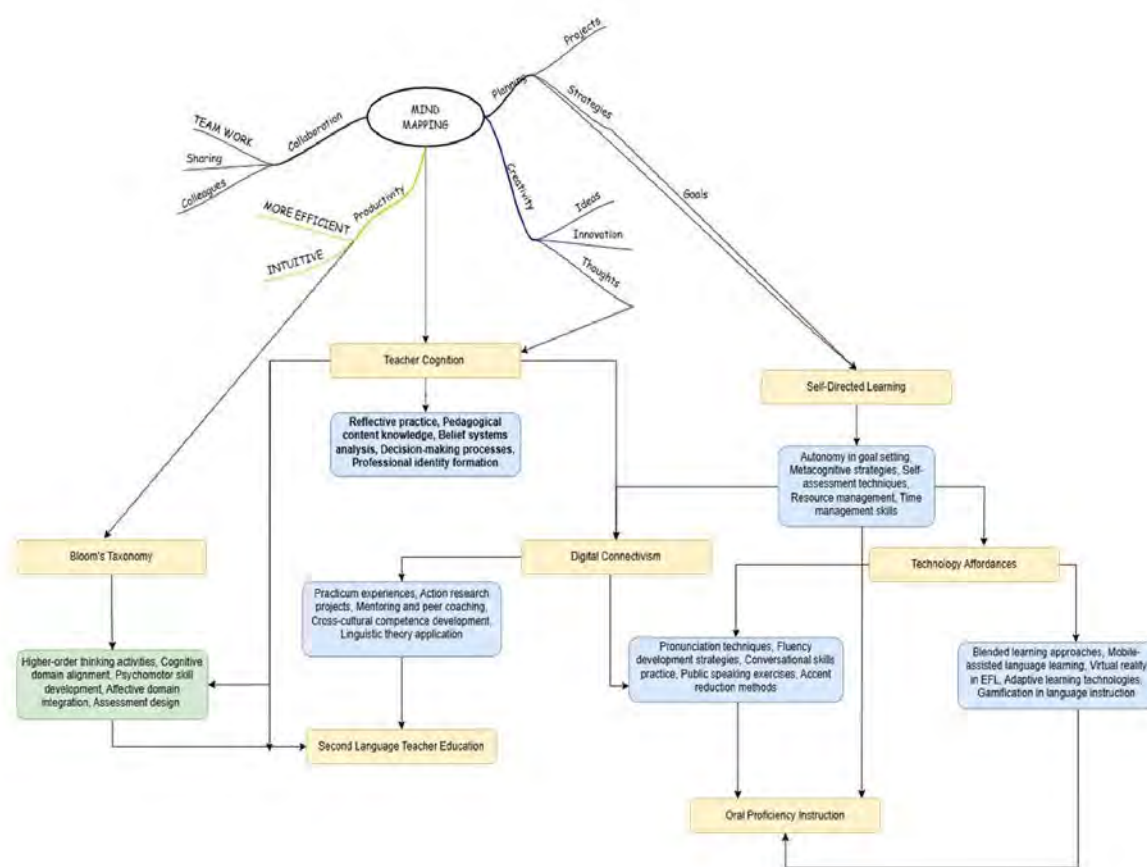 Projects
Planning
Strategies
MIND
MAPPING
Collaboration
TEAM WORK
Sharing
Colleagues
Creativity
Goals
Ideas
Innovation
Thoughts
Productivity
MORE EFFICIENT
INTUITIVE
Teacher Cognition
Self-Directed Learning
Reflective practice, Pedagogical
content knowledge, Belief systems
analysis, Decision-making processes,
Professional identity formation
Autonomy in goal setting,
Metacognitive strategies, Self-
assessment techniques,
Resource management, Time
management skills
Bloom's Taxonomy
Digital Connectivism
Technology Affordances
Practicum experiences, Action research
projects, Mentoring and peer coaching,
Cross-cultural competence development,
Linguistic theory application
Higher-order thinking activities, Cognitive
domain alignment, Psychomotor skill
development, Affective domain
integration, Assessment design
Pronunciation techniques, Fluency
development strategies, Conversational skills
practice, Public speaking exercises, Accent
reduction methods
Blended learning approaches, Mobile-
assisted language learning, Virtual reality
in EFL, Adaptive learning technologies,
Gamification in language instruction
Second Language Teacher Education
Oral Proficiency Instruction